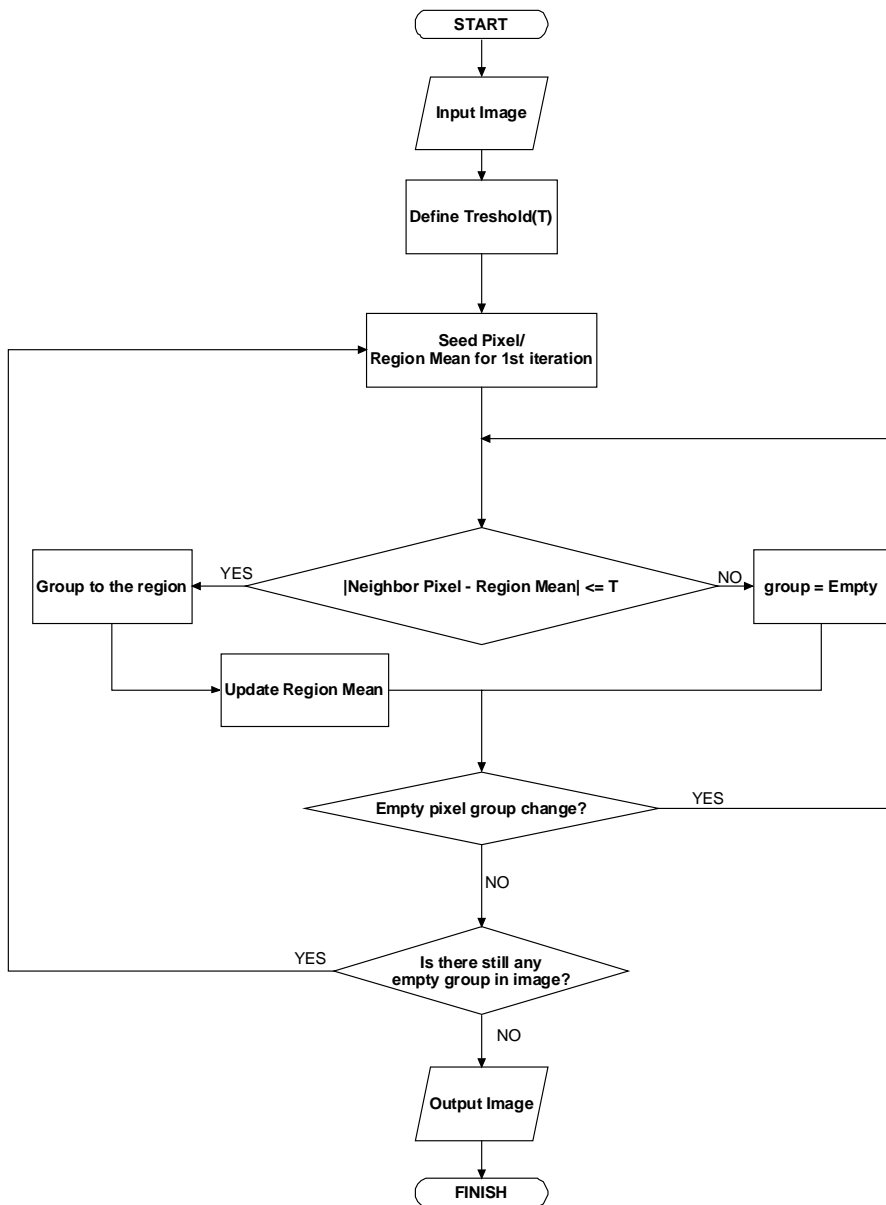 START
Input Image
Define Treshold(T)
Seed Pixel/
Region Mean for 1st iteration
|Neighbor Pixel - Region Mean| <= T
YES
NO
Group to the region
group = Empty
Update Region Mean
Empty pixel group change?
YES
NO
Is there still any
empty group in image?
YES
NO
Output Image
FINISH